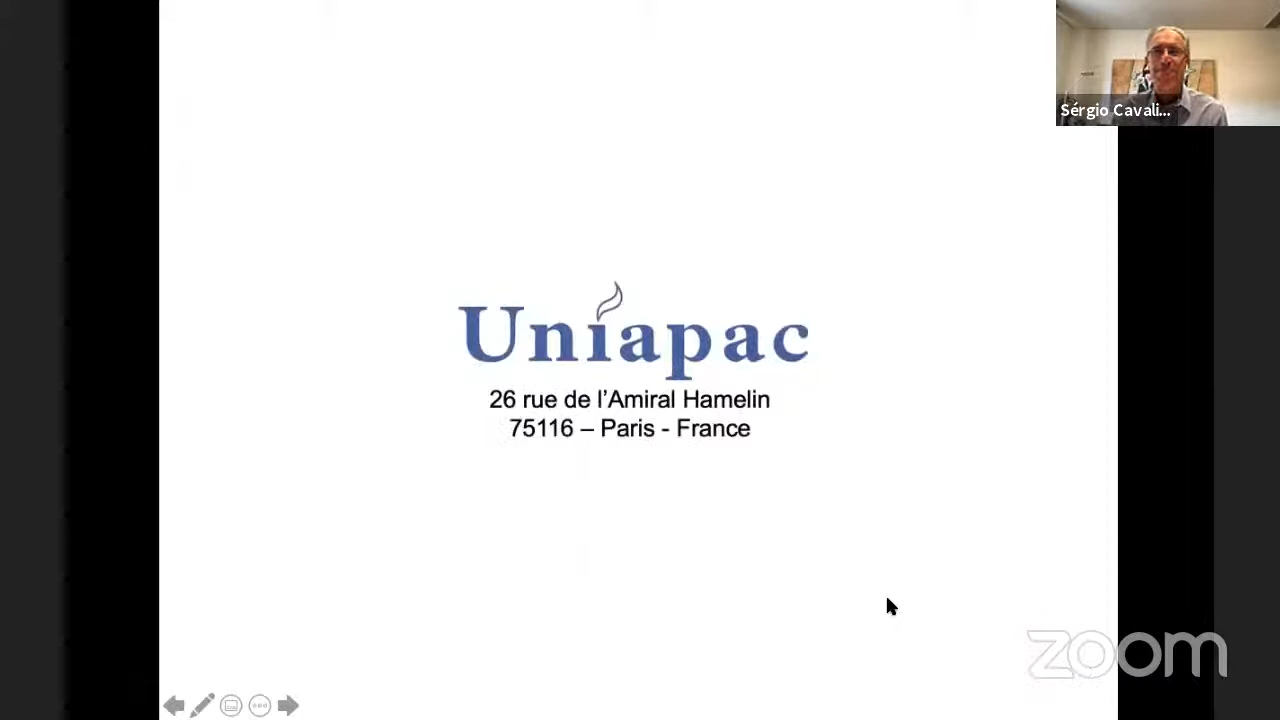 Sérgio Cavali...
Uniapac
26 rue de l’Amiral Hamelin
75116 – Paris - France
zoom